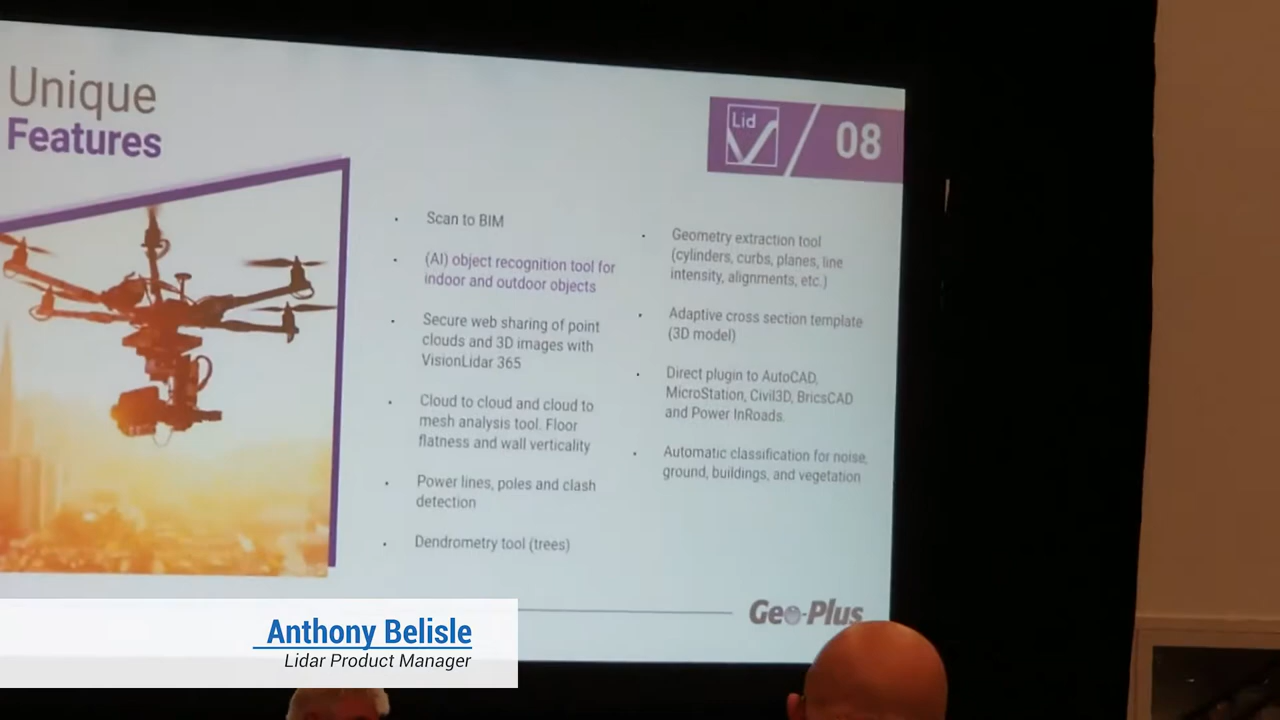 Unique
Features
Lid
08
Scan to BIM
(AI) object recognition tool for
indoor and outdoor objects
Secure web sharing of point
clouds and 3D images with
VisionLidar 365
Cloud to cloud and cloud to
mesh analysis tool. Floor
flatness and wall verticality
Power lines, poles and clash
detection
Dendrometry tool (trees)
Geometry extraction tool
(cylinders, curbs, planes, line
intensity, alignments, etc.)
Adaptive cross section template
(3D model)
Direct plugin to AutoCAD,
MicroStation, Civil3D, BricsCAD
and Power InRoads.
Automatic classification for noise,
ground, buildings, and vegetation
Geo-Plus
Anthony Belisle
Lidar Product Manager